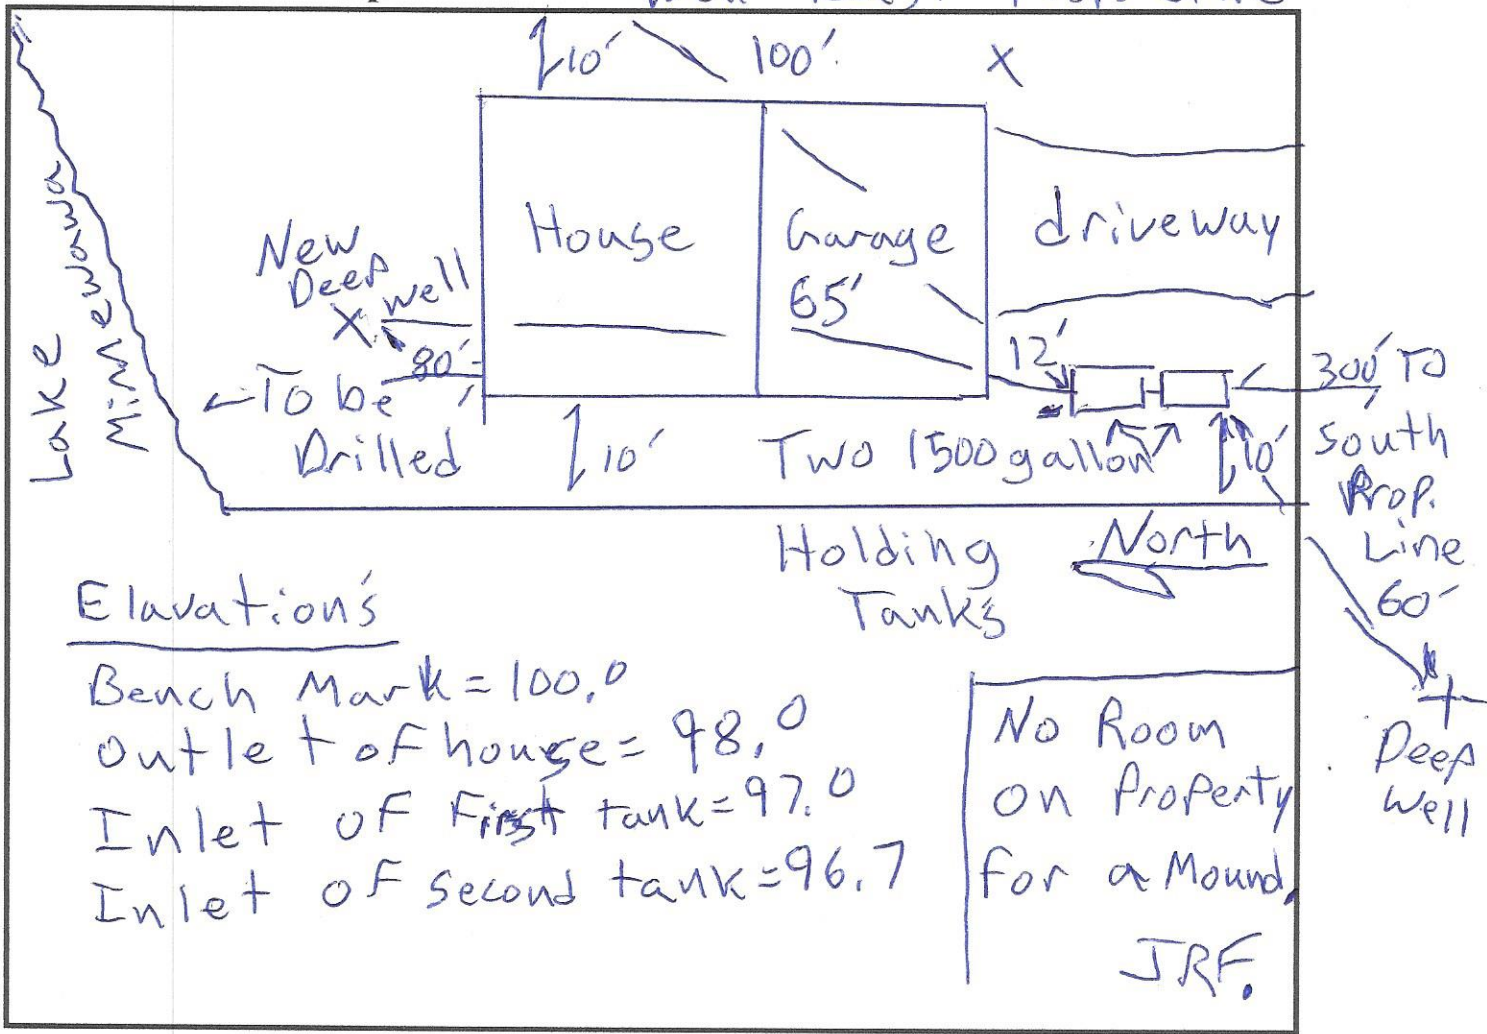 10' 100'. X
House
Garage
65'
driveway
Lake
Minnewawa
New
Deep
X well
80'
To be
Drilled
10'
12'
Two 1500 gallon
10'
Holding
Tanks
North
300' To
South
Prop.
Line
60'
Deep
Well
Elavation's
Bench Mark = 100.0
Outlet of house = 98.0
Inlet of First tank = 97.0
Inlet of second tank = 96.7
No Room
on Property
for a Mound.
JRF.